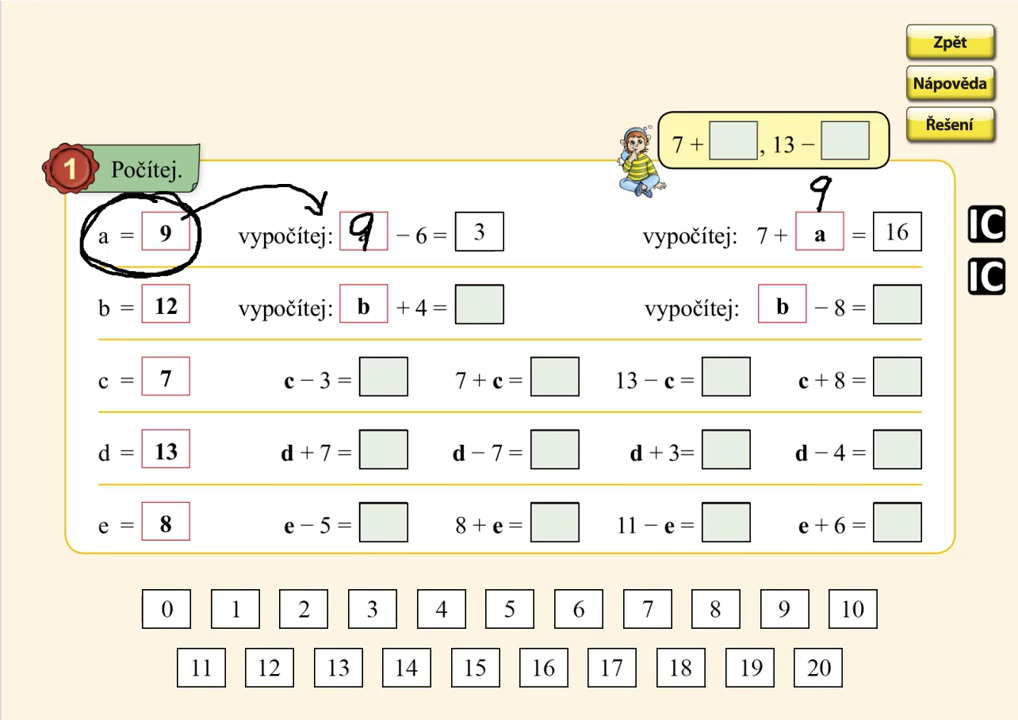 Zpět
Nápověda
Řešení
7 + , 13 −
1 Počítej.
9
a = 9 vypočítej: 9 − 6 = 3 vypočítej: 7 + a = 16
IC
IC
b = 12 vypočítej: b + 4 = vypočítej: b − 8 =
c = 7 c − 3 = 7 + c = 13 − c = c + 8 =
d = 13 d + 7 = d − 7 = d + 3= d − 4 =
e = 8 e − 5 = 8 + e = 11 − e = e + 6 =
0 1 2 3 4 5 6 7 8 9 10
11 12 13 14 15 16 17 18 19 20